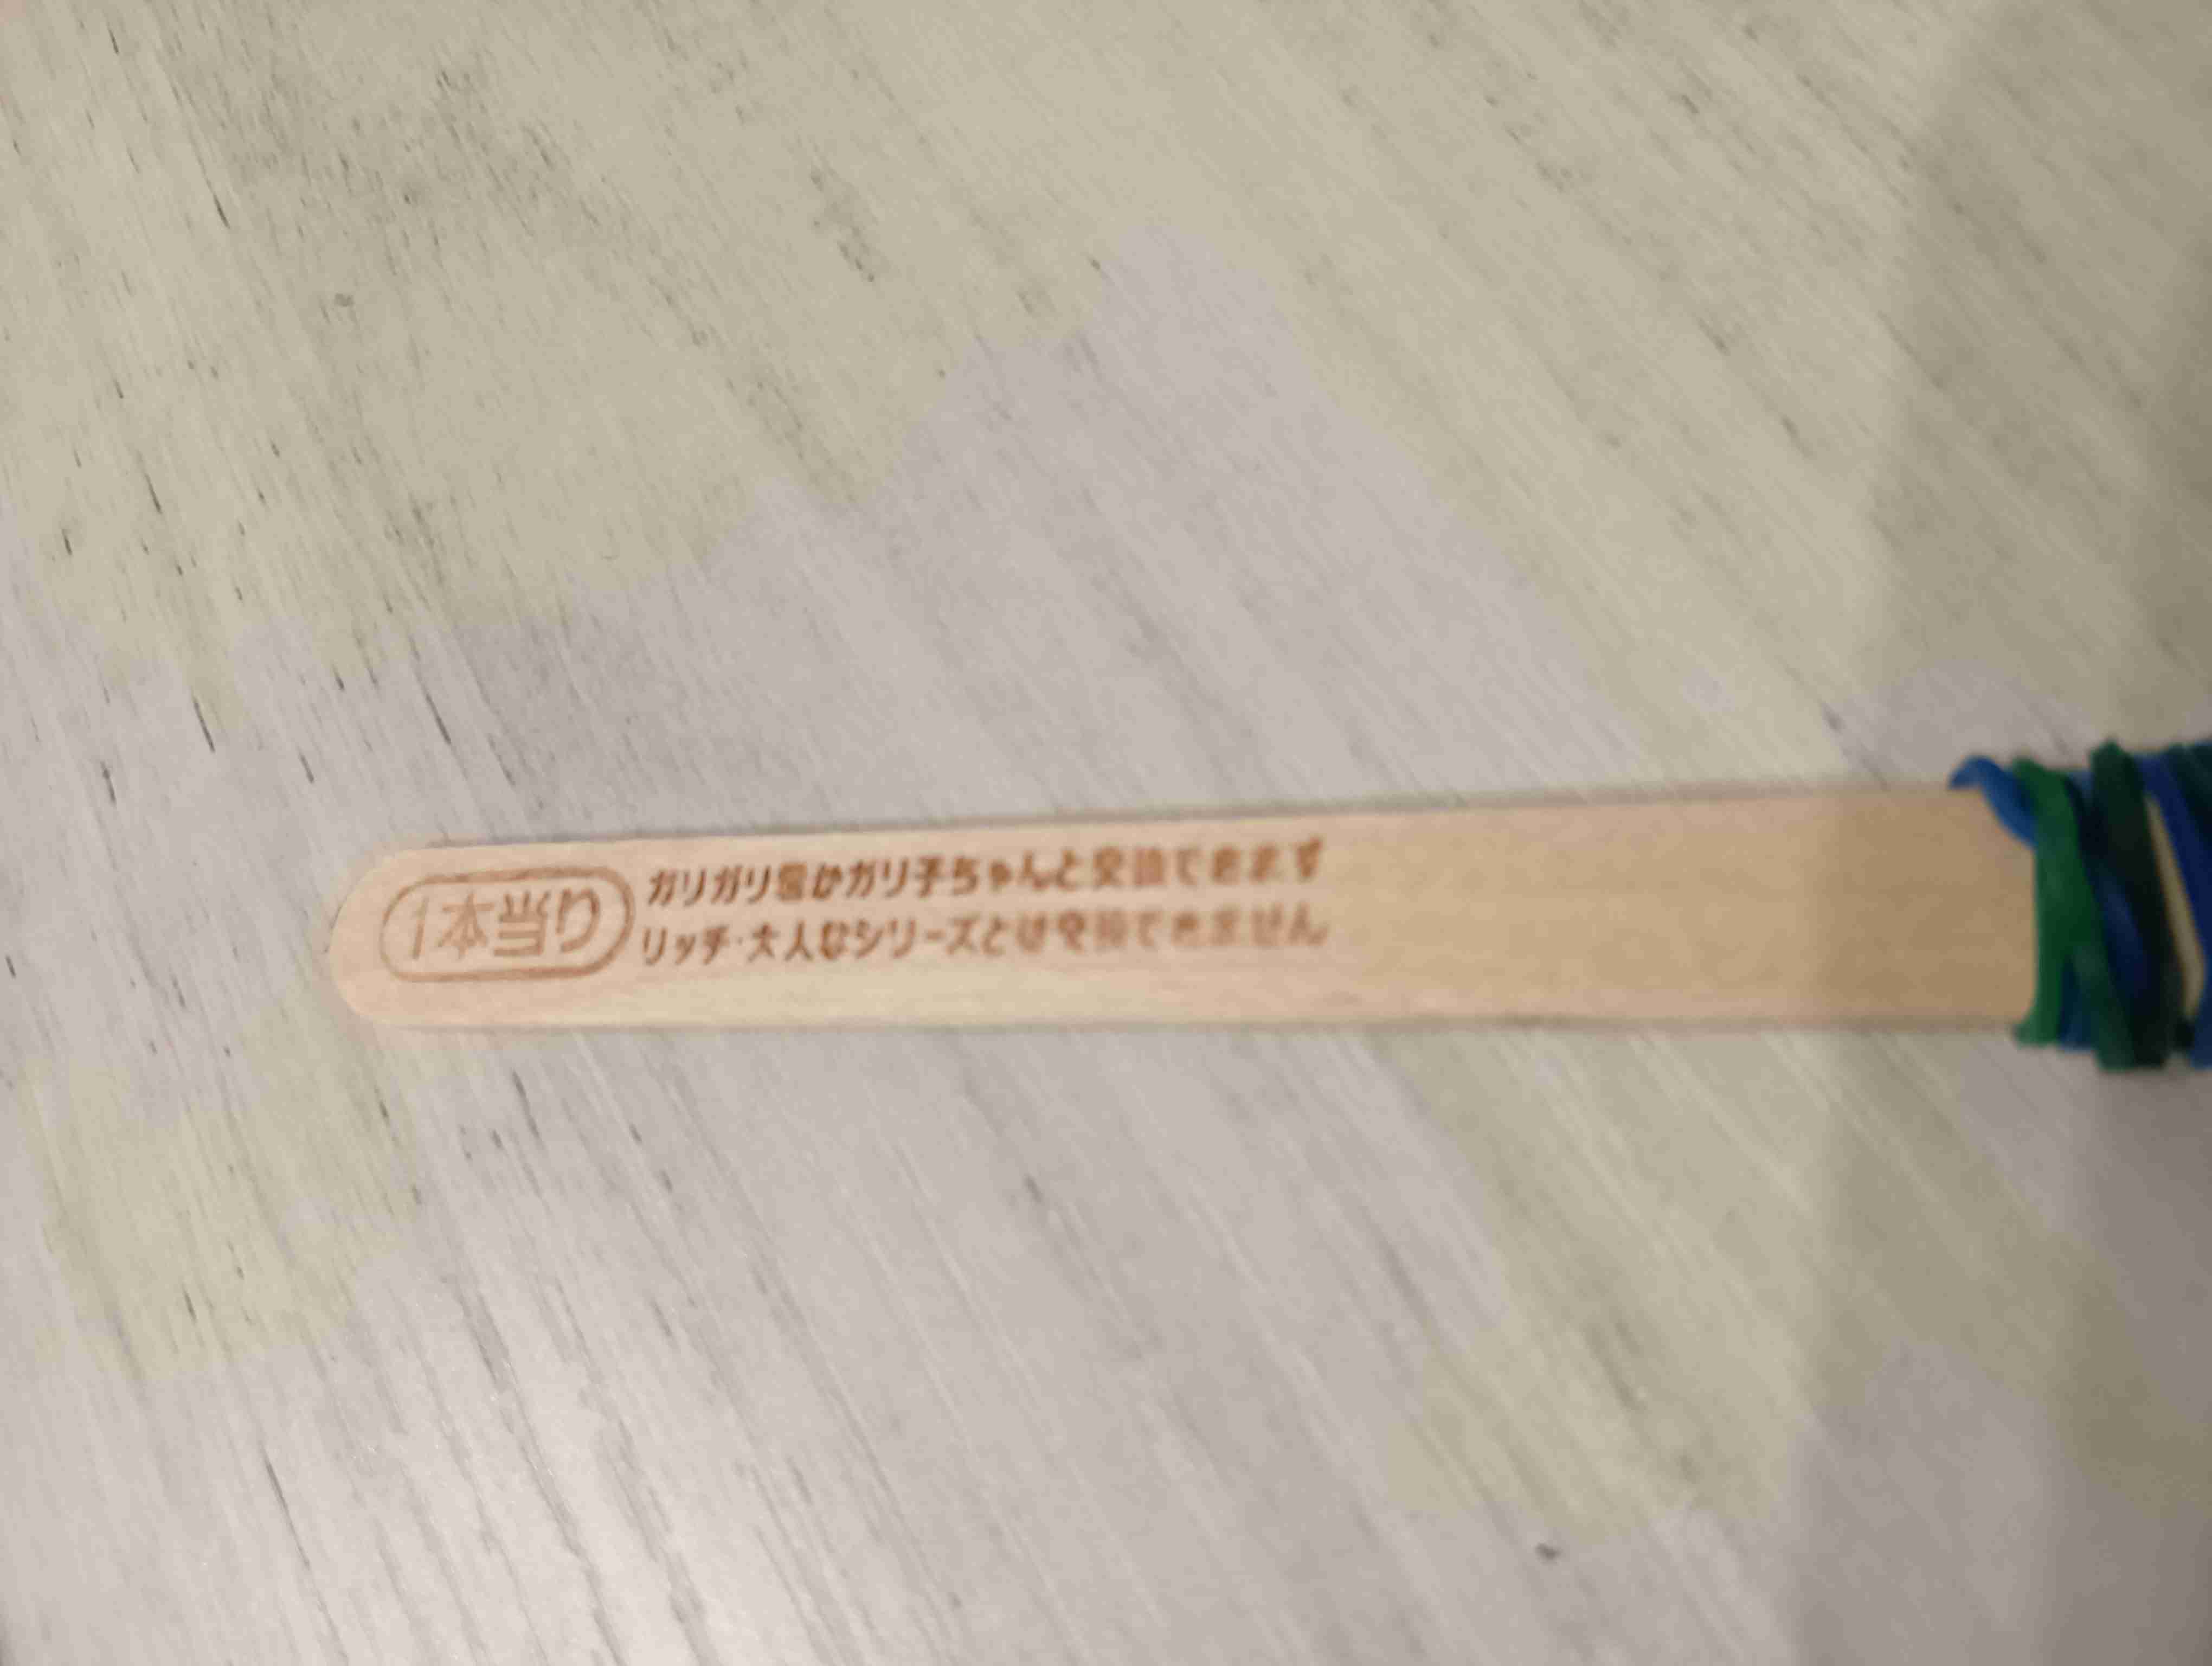 1本当り
ガリガリ君かガリ子ちゃんと交換できます
リッチ・大人なシリーズとは交換できません